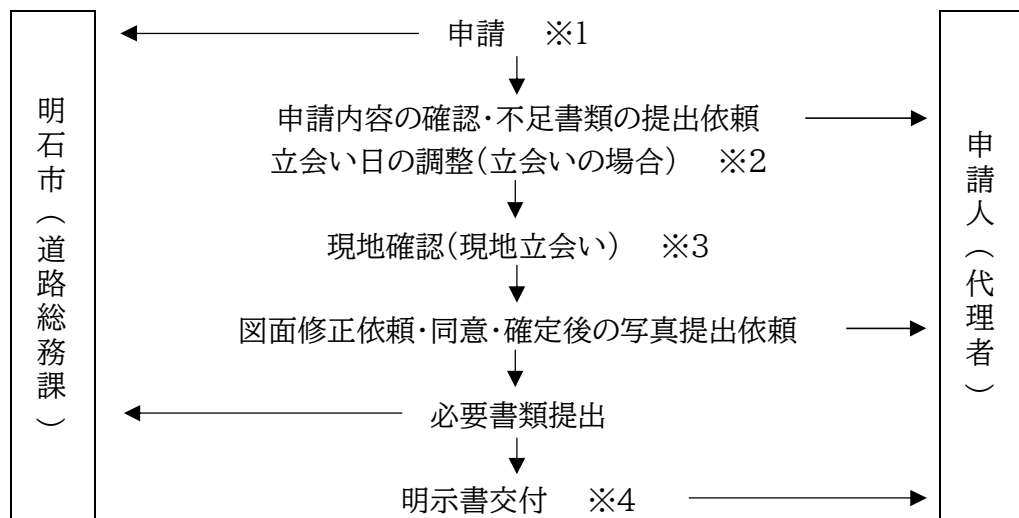 明石市（道路総務課）
申請　※1
申請内容の確認・不足書類の提出依頼
立会い日の調整(立会いの場合)　※2
現地確認(現地立会い)　※3
図面修正依頼・同意・確定後の写真提出依頼
必要書類提出
明示書交付　※4
申請人（代理者）